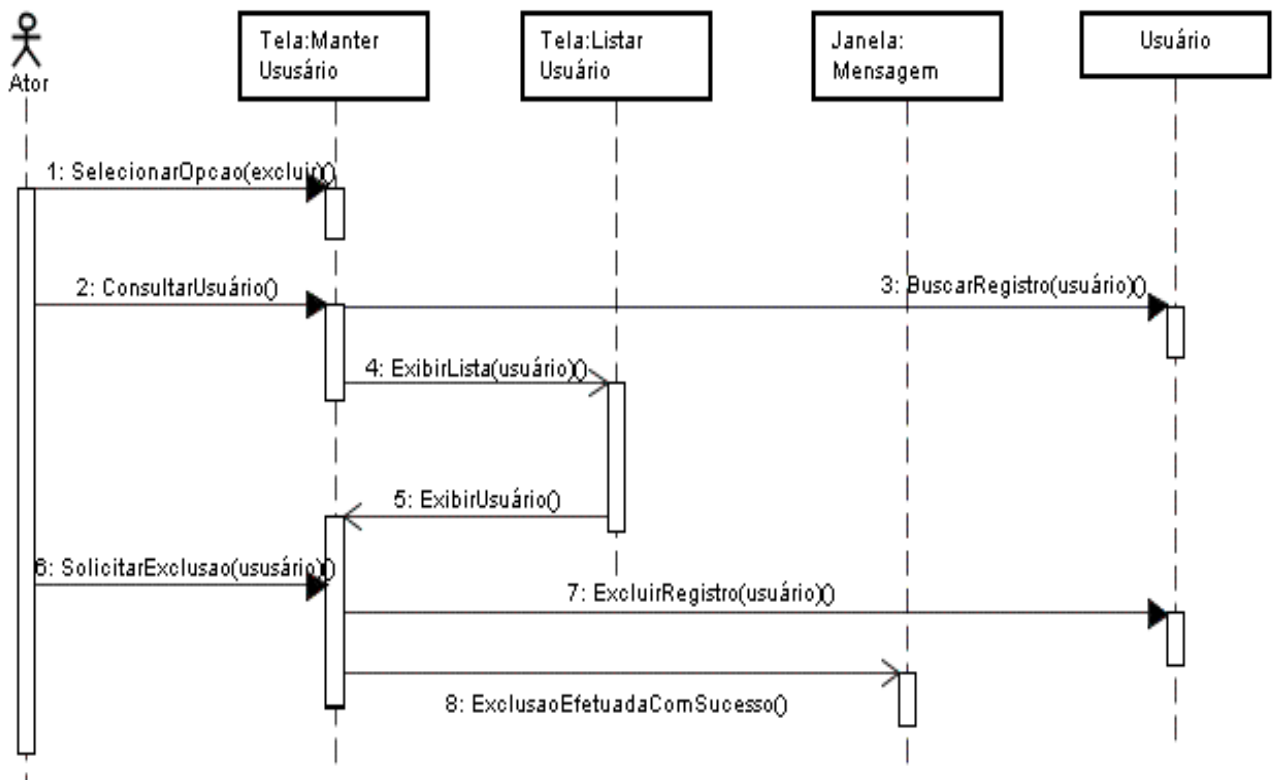 Ator
Tela:Manter
Ususário
Tela:Listar
Usuário
Janela:
Mensagem
Usuário
1: SelecionarOpcao(excluir)()
2: ConsultarUsuário()
3: BuscarRegistro(usuário)()
4: ExibirLista(usuário)()
5: ExibirUsuário()
6: SolicitarExclusao(ususário)()
7: ExcluirRegistro(usuário)()
8: ExclusaoEfetuadaComSucesso()